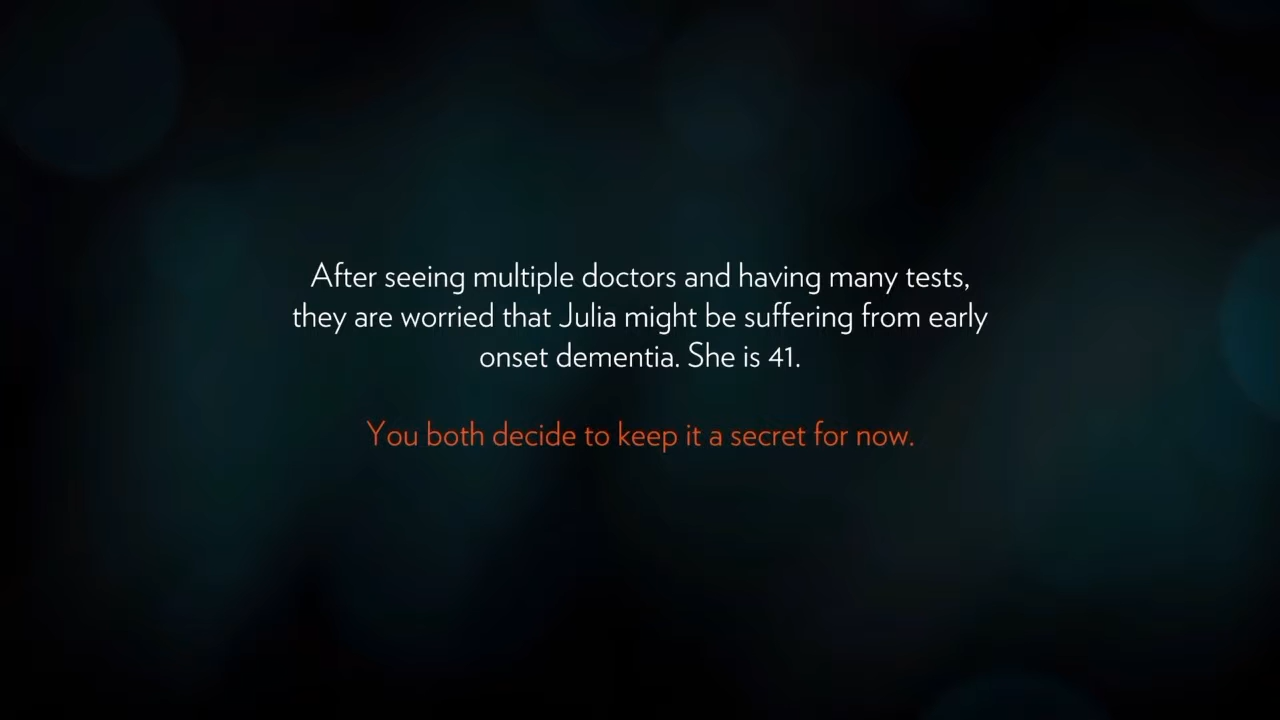 After seeing multiple doctors and having many tests,
they are worried that Julia might be suffering from early
onset dementia. She is 41.
You both decide to keep it a secret for now.